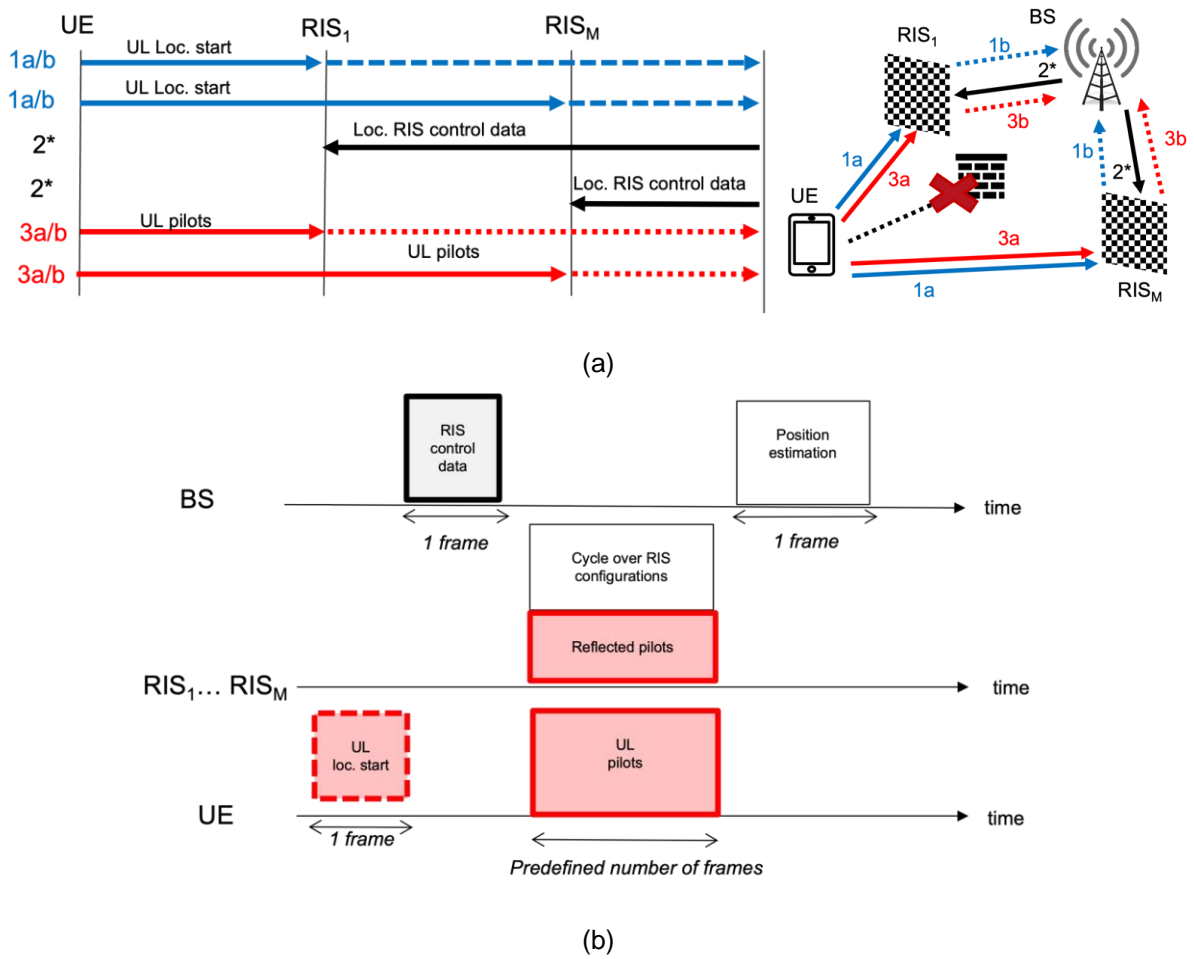 UE
RIS1
RISM
1a/b
UL Loc. start
1a/b
UL Loc. start
2*
Loc. RIS control data
2*
Loc. RIS control data
3a/b
UL pilots
3a/b
UL pilots
BS
RIS1
1b
2*
3b
1a
3a
UE
1b
2*
3b
3a
1a
RISM
(a)
RIS
control
data
Position
estimation
BS
time
1 frame
1 frame
Cycle over RIS
configurations
Reflected pilots
RIS1... RISM
time
UL
loc. start
UL
pilots
UE
time
1 frame
Predefined number of frames
(b)